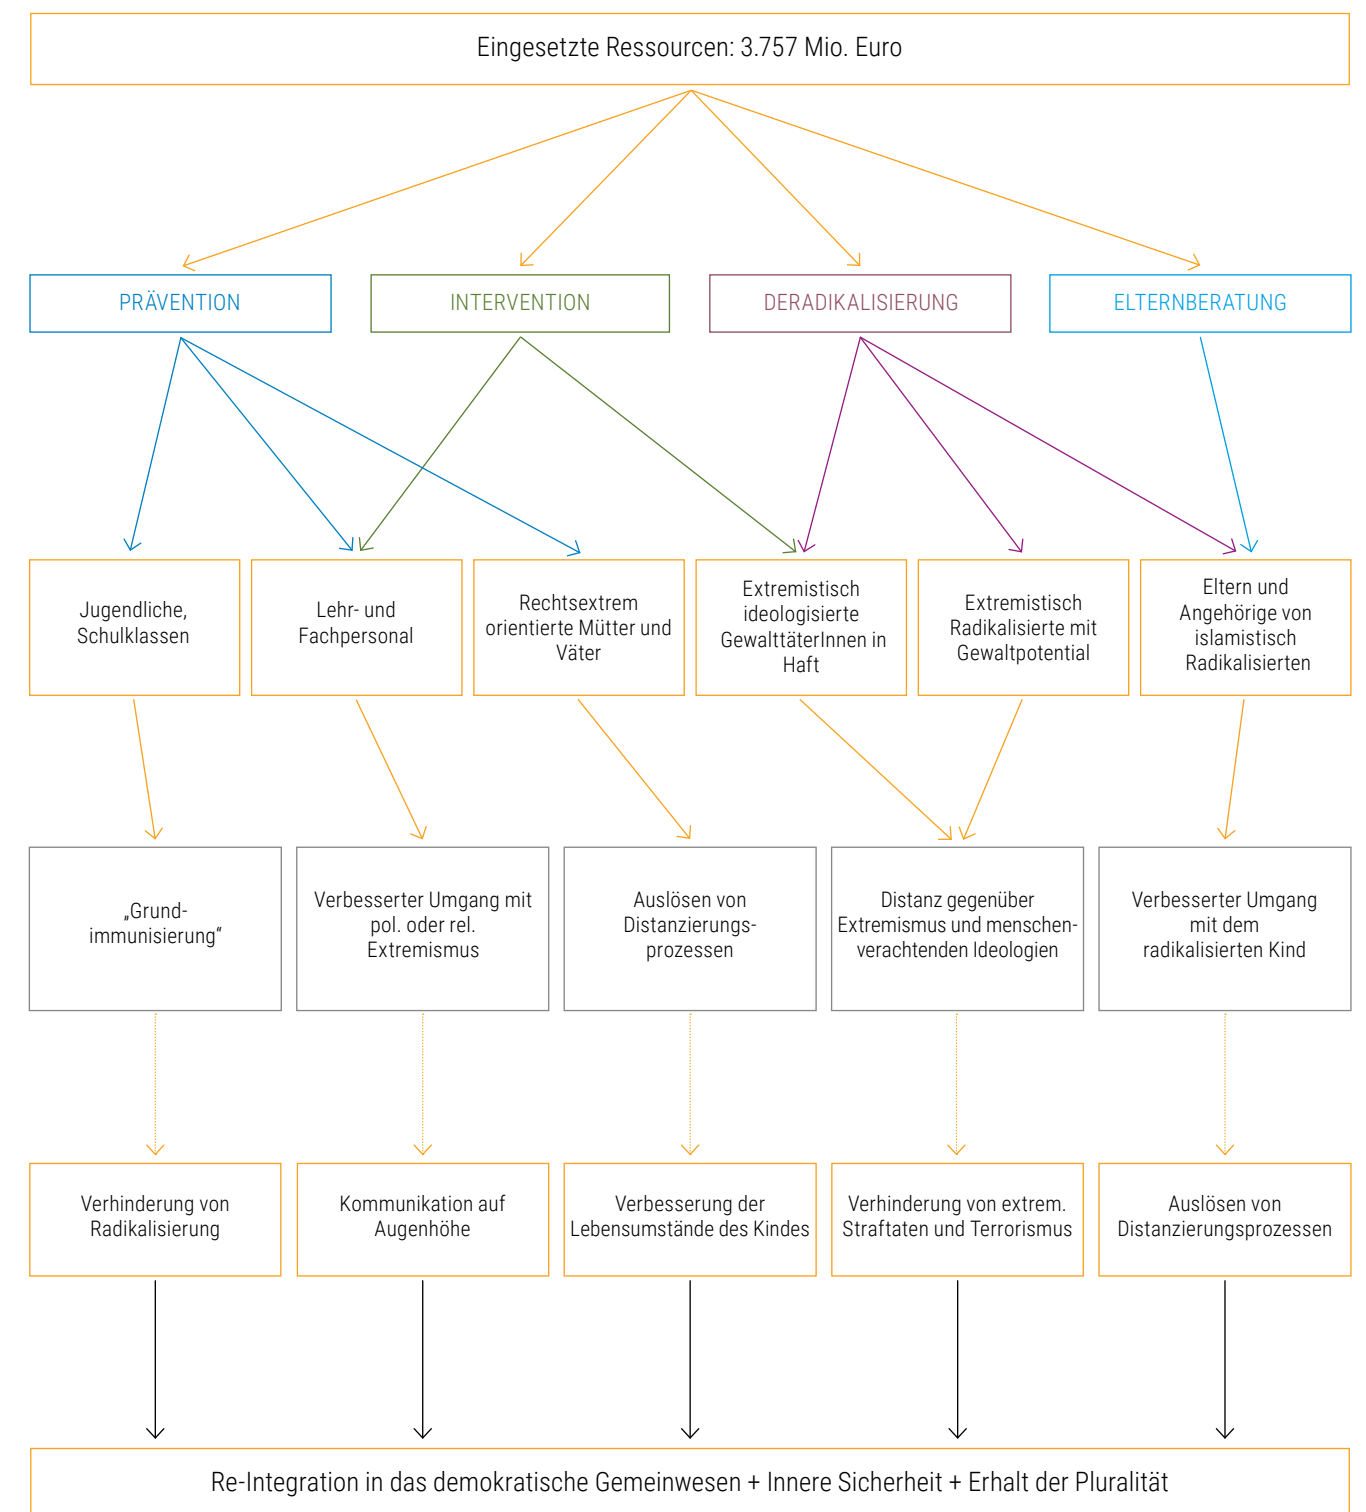 Eingesetzte Ressourcen: 3.757 Mio. Euro
PRÄVENTION
INTERVENTION
DERADIKALISIERUNG
ELTERNBERATUNG
Jugendliche,
Schulklassen
Lehr- und
Fachpersonal
Rechtsextrem
orientierte Mütter und
Väter
Extremistisch
ideologisierte
GewalttäterInnen in
Haft
Extremistisch
Radikalisierte mit
Gewaltpotential
Eltern und
Angehörige von
islamistisch
Radikalisierten
„Grund-
immunisierung“
Verbesserter Umgang mit
pol. oder rel.
Extremismus
Auslösen von
Distanzierungs-
prozessen
Distanz gegenüber
Extremismus und menschen-
verachtenden Ideologien
Verbesserter Umgang
mit dem
radikalisierten Kind
Verhinderung von
Radikalisierung
Kommunikation auf
Augenhöhe
Verbesserung der
Lebensumstände des Kindes
Verhinderung von extrem.
Straftaten und Terrorismus
Auslösen von
Distanzierungsprozessen
Re-Integration in das demokratische Gemeinwesen + Innere Sicherheit + Erhalt der Pluralität